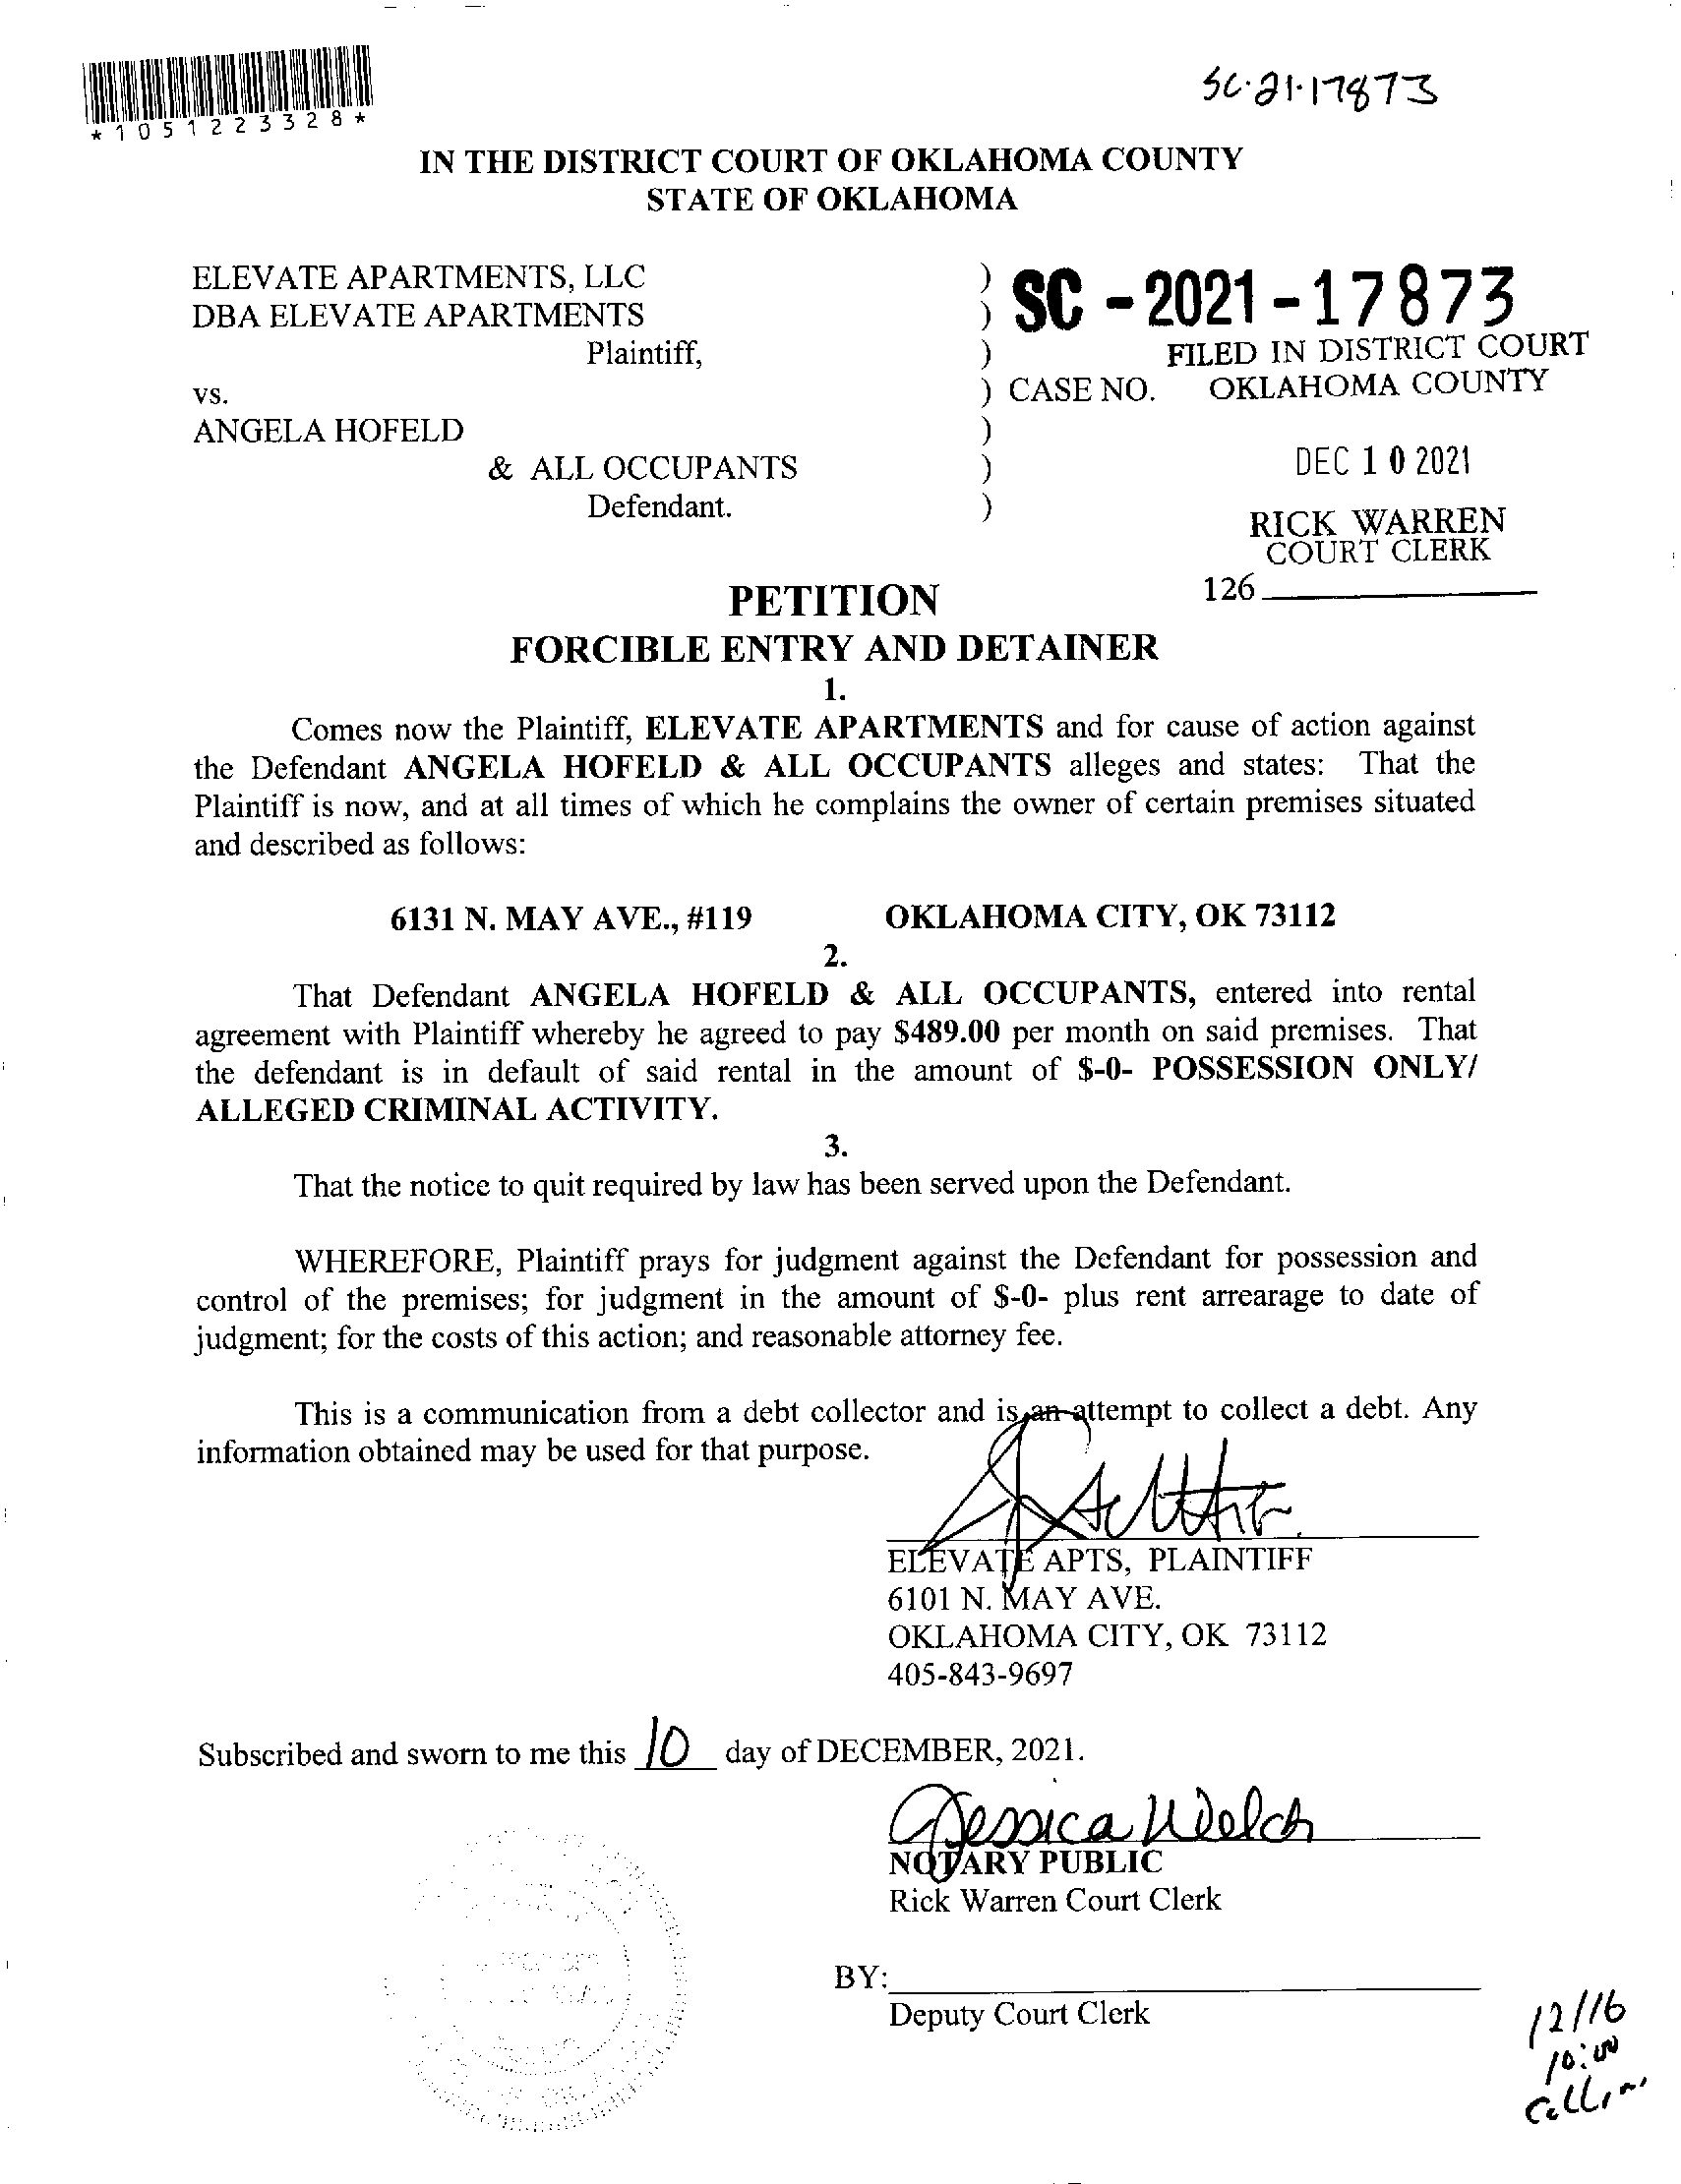 *1051223328*
SC-21-17873
IN THE DISTRICT COURT OF OKLAHOMA COUNTY
STATE OF OKLAHOMA
ELEVATE APARTMENTS, LLC )
DBA ELEVATE APARTMENTS )
Plaintiff, )
vs. ) CASE NO.
ANGELA HOFELD )
& ALL OCCUPANTS )
Defendant. )
SC - 2021 - 17873
FILED IN DISTRICT COURT
OKLAHOMA COUNTY
DEC 10 2021
RICK WARREN
COURT CLERK
126
PETITION
FORCIBLE ENTRY AND DETAINER
1.
Comes now the Plaintiff, ELEVATE APARTMENTS and for cause of action against
the Defendant ANGELA HOFELD & ALL OCCUPANTS alleges and states: That the
Plaintiff is now, and at all times of which he complains the owner of certain premises situated
and described as follows:
6131 N. MAY AVE., #119 OKLAHOMA CITY, OK 73112
2.
That Defendant ANGELA HOFELD & ALL OCCUPANTS, entered into rental
agreement with Plaintiff whereby he agreed to pay $489.00 per month on said premises. That
the defendant is in default of said rental in the amount of $-0- POSSESSION ONLY/
ALLEGED CRIMINAL ACTIVITY.
3.
That the notice to quit required by law has been served upon the Defendant.
WHEREFORE, Plaintiff prays for judgment against the Defendant for possession and
control of the premises; for judgment in the amount of $-0- plus rent arrearage to date of
judgment; for the costs of this action; and reasonable attorney fee.
This is a communication from a debt collector and is an attempt to collect a debt. Any
information obtained may be used for that purpose.
ELEVATE APTS, PLAINTIFF
6101 N. MAY AVE.
OKLAHOMA CITY, OK 73112
405-843-9697
Subscribed and sworn to me this 10 day of DECEMBER, 2021.
Jessica Welch
NOTARY PUBLIC
Rick Warren Court Clerk
BY:
Deputy Court Clerk
12/16
10:00